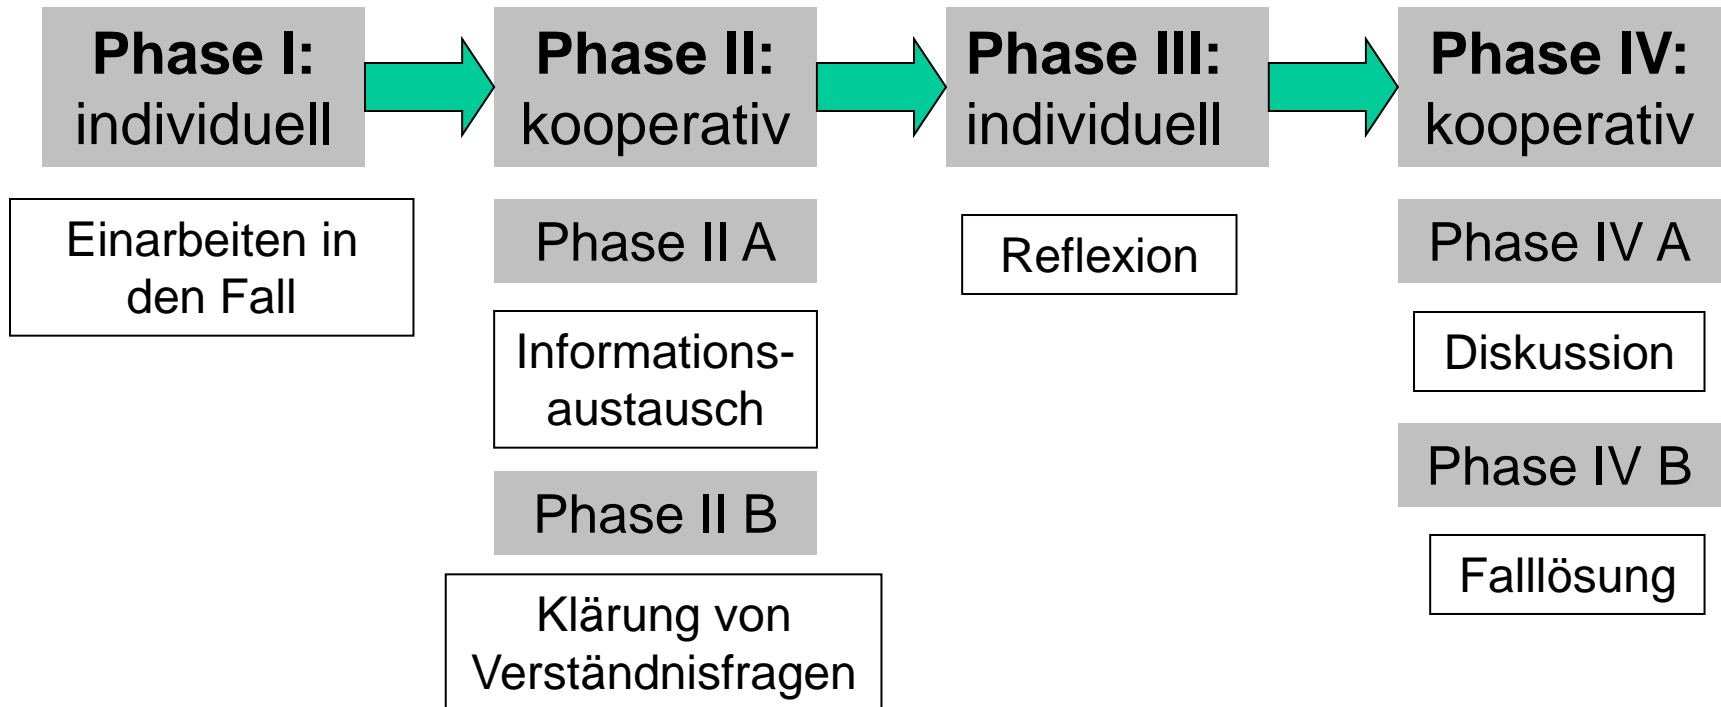 Phase I:
individuell
Einarbeiten in
den Fall
Phase II:
kooperativ
Phase II A
Informations-
austausch
Phase II B
Klärung von
Verständnisfragen
Phase III:
individuell
Reflexion
Phase IV:
kooperativ
Phase IV A
Diskussion
Phase IV B
Falllösung